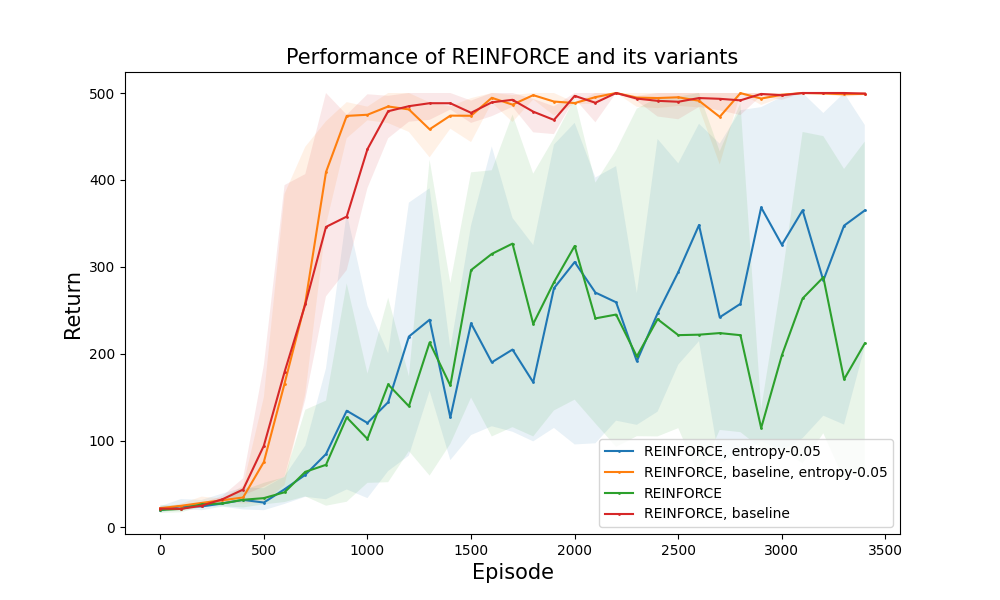 Performance of REINFORCE and its variants
Return
500
400
300
200
100
0
REINFORCE, entropy-0.05
REINFORCE, baseline, entropy-0.05
REINFORCE
REINFORCE, baseline
0 500 1000 1500 2000 2500 3000 3500
Episode